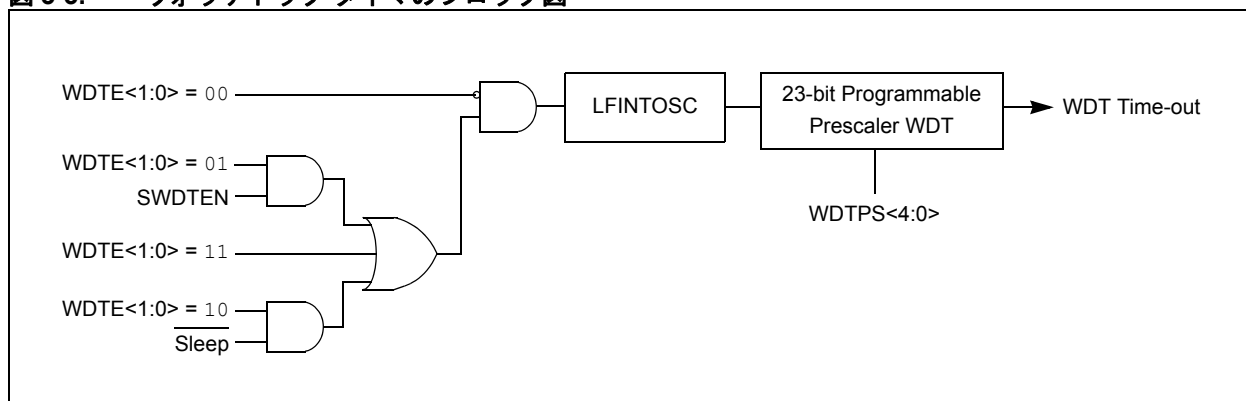 WDTE<1:0> = 00
LFINTOSC
23-bit Programmable
Prescaler WDT
WDT Time-out
WDTE<1:0> = 01
SWDTEN
WDTPS<4:0>
WDTE<1:0> = 11
WDTE<1:0> = 10
Sleep